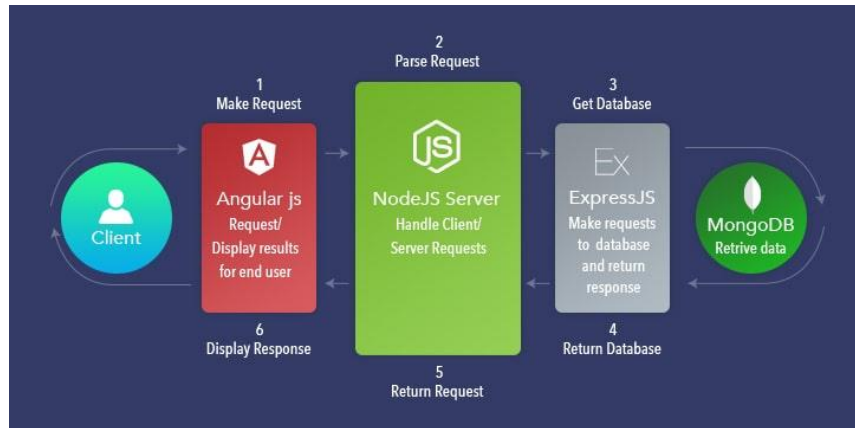 2
Parse Request
1
Make Request
3
Get Database
Client
A
Angular js
Request/
Display results
for end user
JS
NodeJS Server
Handle Client/
Server Requests
Ex
ExpressJS
Make requests
to database
and return
response
MongoDB
Retrive data
6
Display Response
4
Return Database
5
Return Request